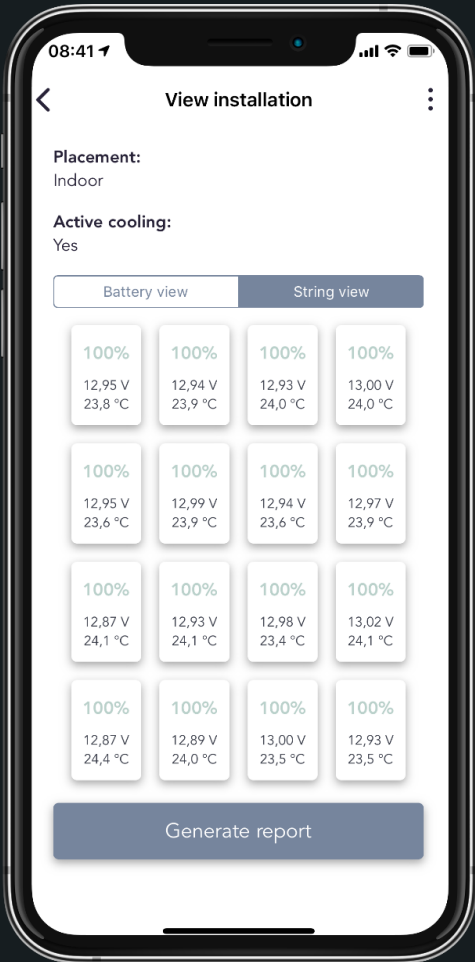 08:41
View installation
Placement:
Indoor
Active cooling:
Yes
Battery view String view
100% 100% 100% 100%
12,95 V 12,94 V 12,93 V 13,00 V
23,8 °C 23,9 °C 24,0 °C 24,0 °C
100% 100% 100% 100%
12,95 V 12,99 V 12,94 V 12,97 V
23,6 °C 23,9 °C 23,6 °C 23,9 °C
100% 100% 100% 100%
12,87 V 12,93 V 12,98 V 13,02 V
24,1 °C 24,1 °C 23,4 °C 24,1 °C
100% 100% 100% 100%
12,87 V 12,89 V 13,00 V 12,93 V
24,4 °C 24,0 °C 23,5 °C 23,5 °C
Generate report